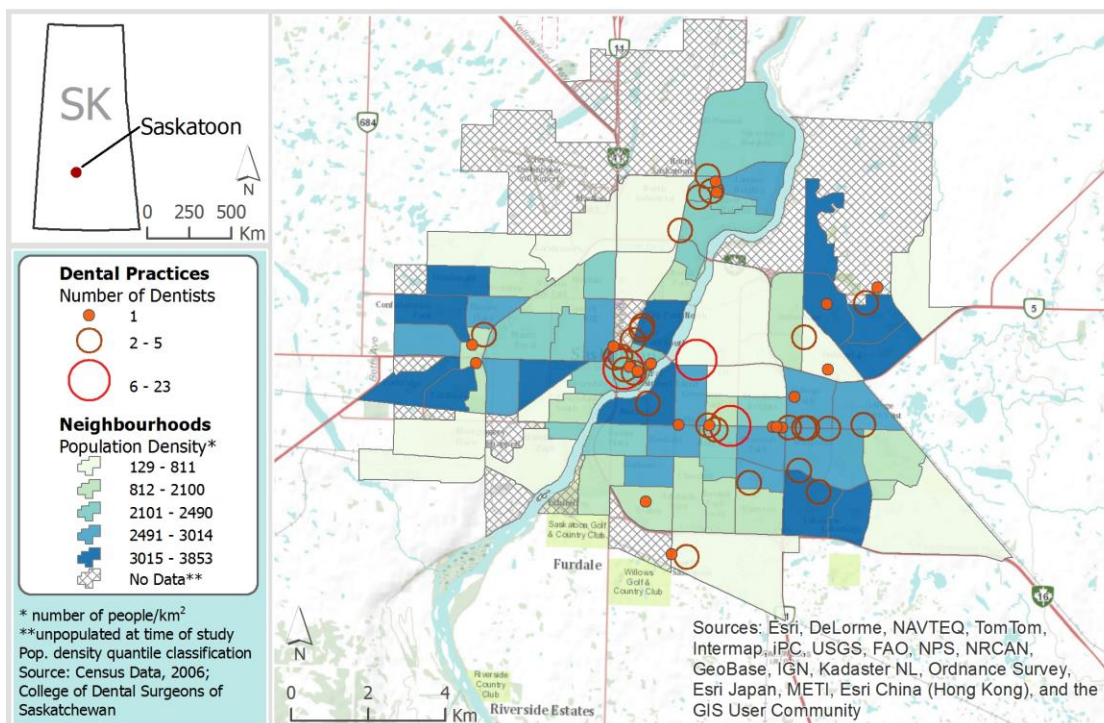 SK
Saskatoon
N
0 250 500
Km
Dental Practices
Number of Dentists
1
2 - 5
6 - 23
Neighbourhoods
Population Density*
129 - 811
812 - 2100
2101 - 2490
2491 - 3014
3015 - 3853
No Data**
* number of people/km²
**unpopulated at time of study
Pop. density quantile classification
Source: Census Data, 2006;
College of Dental Surgeons of
Saskatchewan
11
684
5
16
Saskatoon Golf
& Country Club
Furdale
Willows
Golf &
Country Club
Riverside
Country
Club
Riverside Estates
N
0 2 4
Km
Sources: Esri, DeLorme, NAVTEQ, TomTom,
Intermap, iPC, USGS, FAO, NPS, NRCAN,
GeoBase, IGN, Kadaster NL, Ordnance Survey,
Esri Japan, METI, Esri China (Hong Kong), and the
GIS User Community